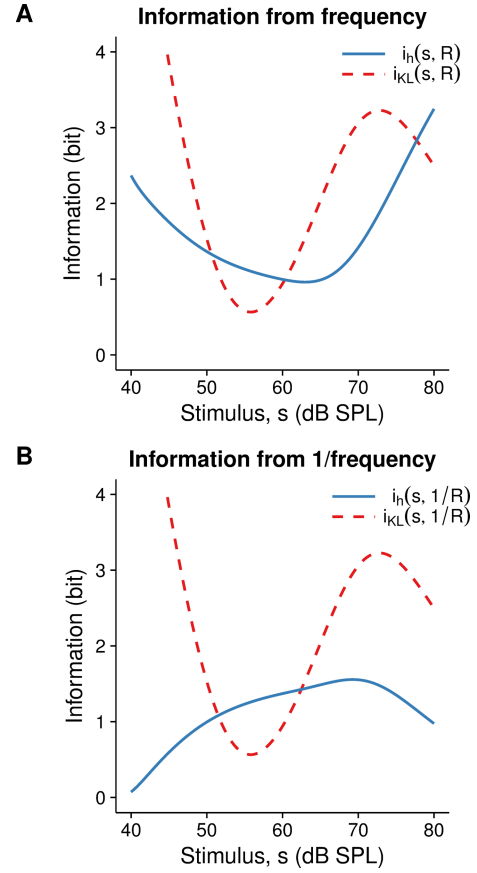 A
Information from frequency
i_h(s, R)
i_KL(s, R)
Information (bit)
4
3
2
1
0
40 50 60 70 80
Stimulus, s (dB SPL)
B
Information from 1/frequency
i_h(s, 1/R)
i_KL(s, 1/R)
Information (bit)
4
3
2
1
0
40 50 60 70 80
Stimulus, s (dB SPL)